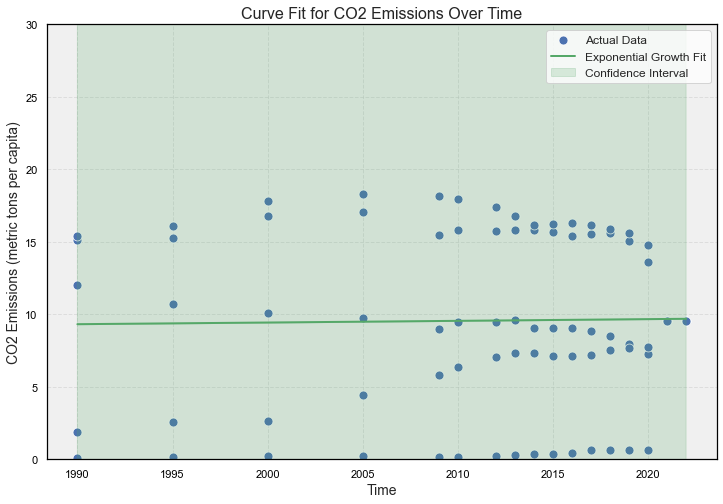 Curve Fit for CO2 Emissions Over Time
Actual Data
Exponential Growth Fit
Confidence Interval
CO2 Emissions (metric tons per capita)
30
25
20
15
10
5
0
1990 1995 2000 2005 2010 2015 2020
Time